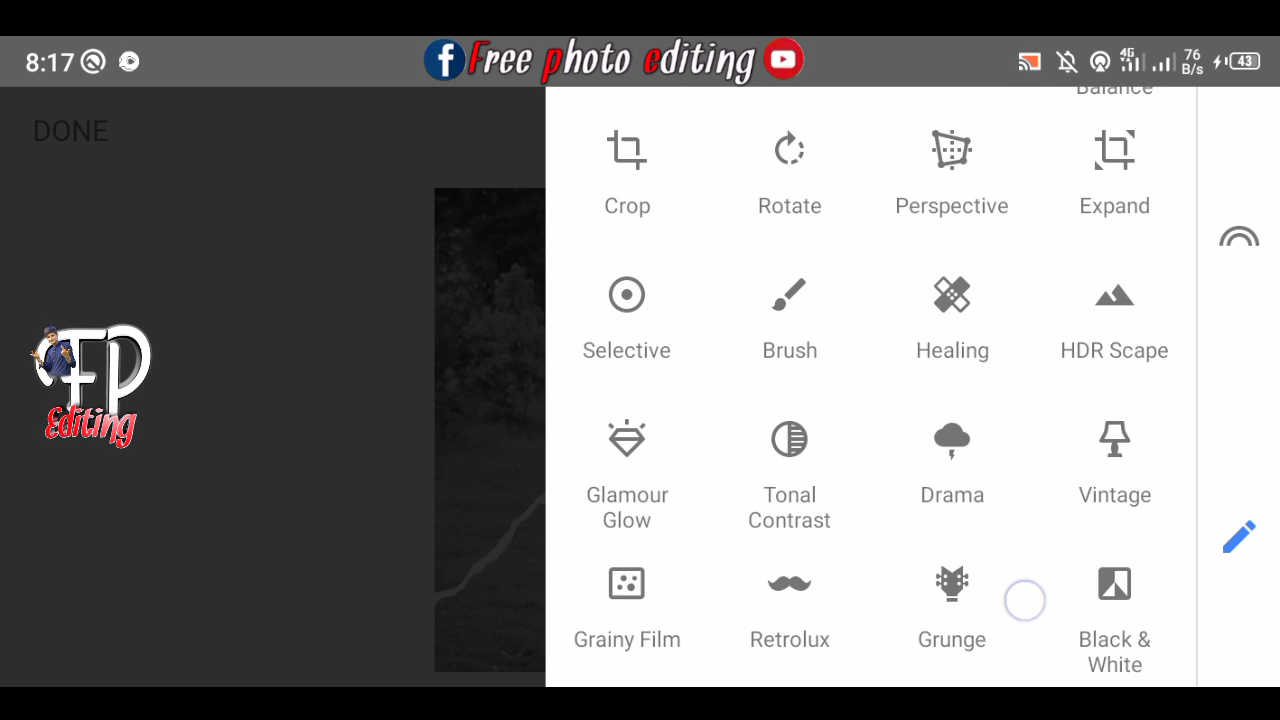 8:17
f Free photo editing
4G
76
B/s
43
Balance
DONE
Crop
Rotate
Perspective
Expand
Selective
Brush
Healing
HDR Scape
FP
Editing
Glamour
Glow
Tonal
Contrast
Drama
Vintage
Grainy Film
Retrolux
Grunge
Black &
White